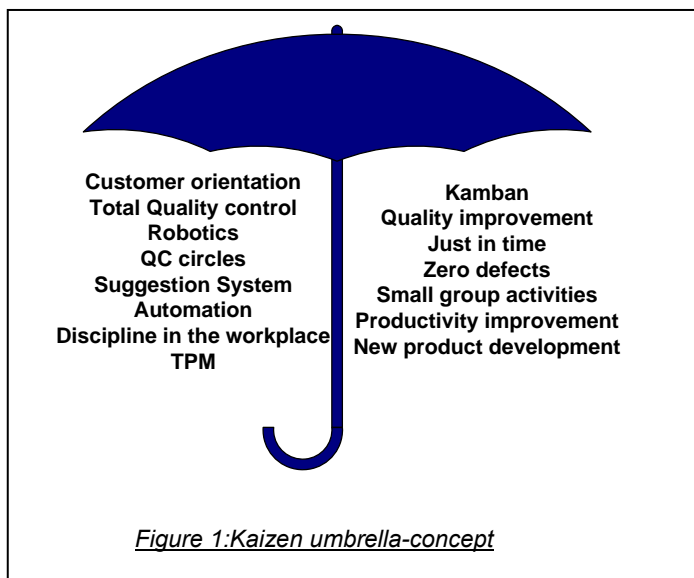 Customer orientation
Total Quality control
Robotics
QC circles
Suggestion System
Automation
Discipline in the workplace
TPM
Kamban
Quality improvement
Just in time
Zero defects
Small group activities
Productivity improvement
New product development
Figure 1:Kaizen umbrella-concept